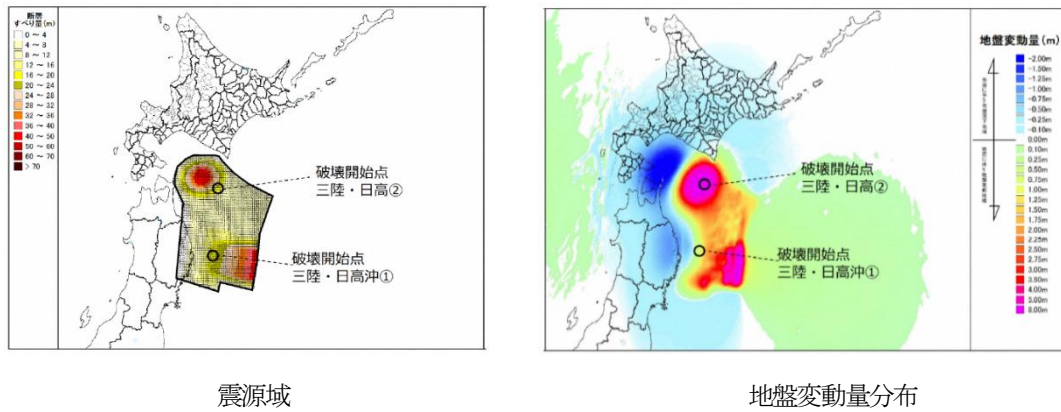 断層
すべり量(m)
0 ～ 4
4 ～ 8
8 ～ 12
12 ～ 16
16 ～ 20
20 ～ 24
24 ～ 28
28 ～ 32
32 ～ 36
36 ～ 40
40 ～ 50
50 ～ 60
60 ～ 70
> 70
破壊開始点
三陸・日高②
破壊開始点
三陸・日高沖①
震源域
地盤変動量(m)
-2.00m
-1.50m
-1.25m
-1.00m
-0.75m
-0.50m
-0.25m
-0.10m
0.00m
0.10m
0.25m
0.50m
0.75m
1.00m
1.25m
1.50m
1.75m
2.00m
2.25m
2.50m
2.75m
3.00m
3.50m
4.00m
5.00m
8.00m
破壊開始点
三陸・日高②
破壊開始点
三陸・日高沖①
地盤変動量分布